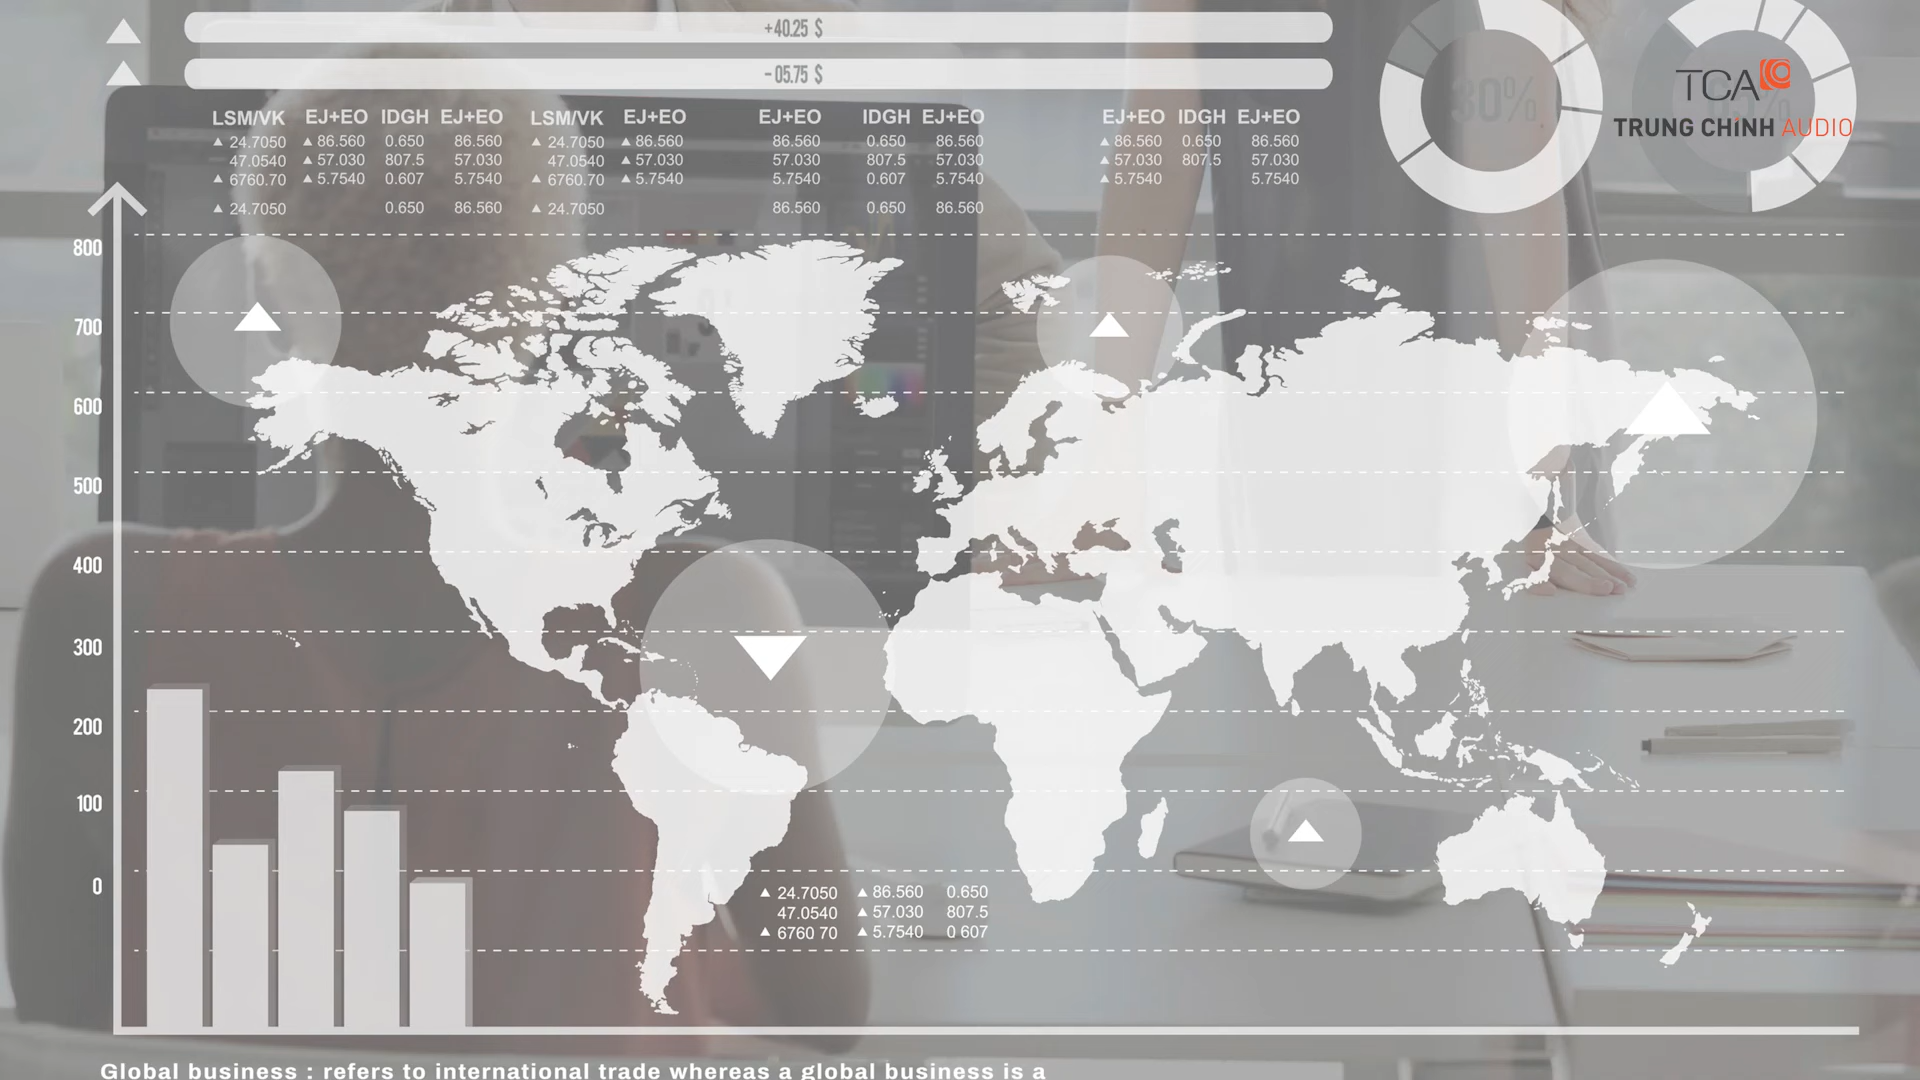 +40.25 $
- 05.75 $
30%
TCA
TRUNG CHÍNH AUDIO
LSM/VK EJ+EO IDGH EJ+EO LSM/VK EJ+EO EJ+EO IDGH EJ+EO EJ+EO IDGH EJ+EO
▲ 24.7050 ▲ 86.560 0.650 86.560 ▲ 24.7050 ▲ 86.560 86.560 0.650 86.560 ▲ 86.560 0.650 86.560
47.0540 ▲ 57.030 807.5 57.030 47.0540 ▲ 57.030 57.030 807.5 57.030 ▲ 57.030 807.5 57.030
▲ 6760.70 ▲ 5.7540 0.607 5.7540 ▲ 6760.70 ▲ 5.7540 5.7540 0.607 5.7540 ▲ 5.7540 5.7540
▲ 24.7050 0.650 86.560 ▲ 24.7050 86.560 0.650 86.560
800
700
600
500
400
300
200
100
0
▲ 24.7050 ▲ 86.560 0.650
47.0540 ▲ 57.030 807.5
▲ 6760 70 ▲ 5.7540 0 607
Global business : refers to international trade whereas a global business is a